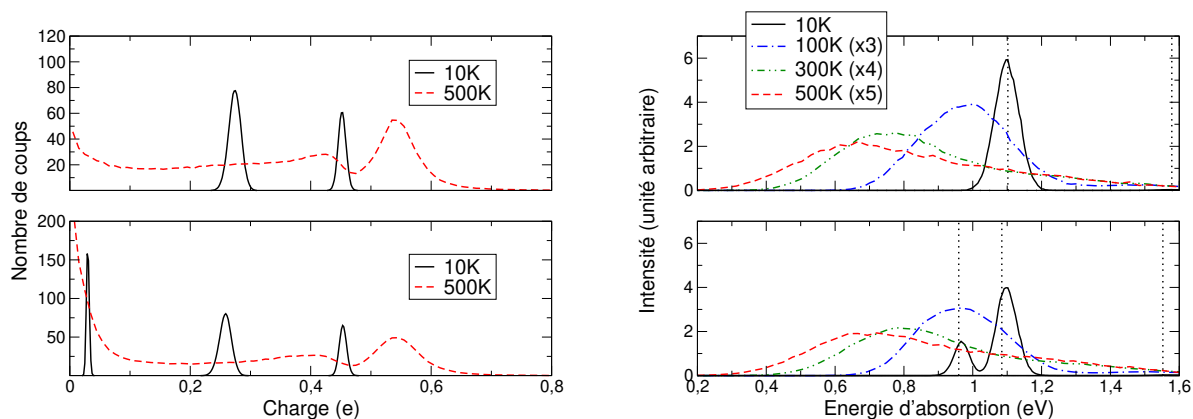 Nombre de coups
120
100
80
60
40
20
10K
500K
200
150
100
50
10K
500K
0
0,2
0,4
0,6
0,8
Charge (e)
Intensité (unité arbitraire)
10K
100K (x3)
300K (x4)
500K (x5)
6
4
2
0
6
4
2
0
0,2
0,4
0,6
0,8
1
1,2
1,4
1,6
Energie d'absorption (eV)